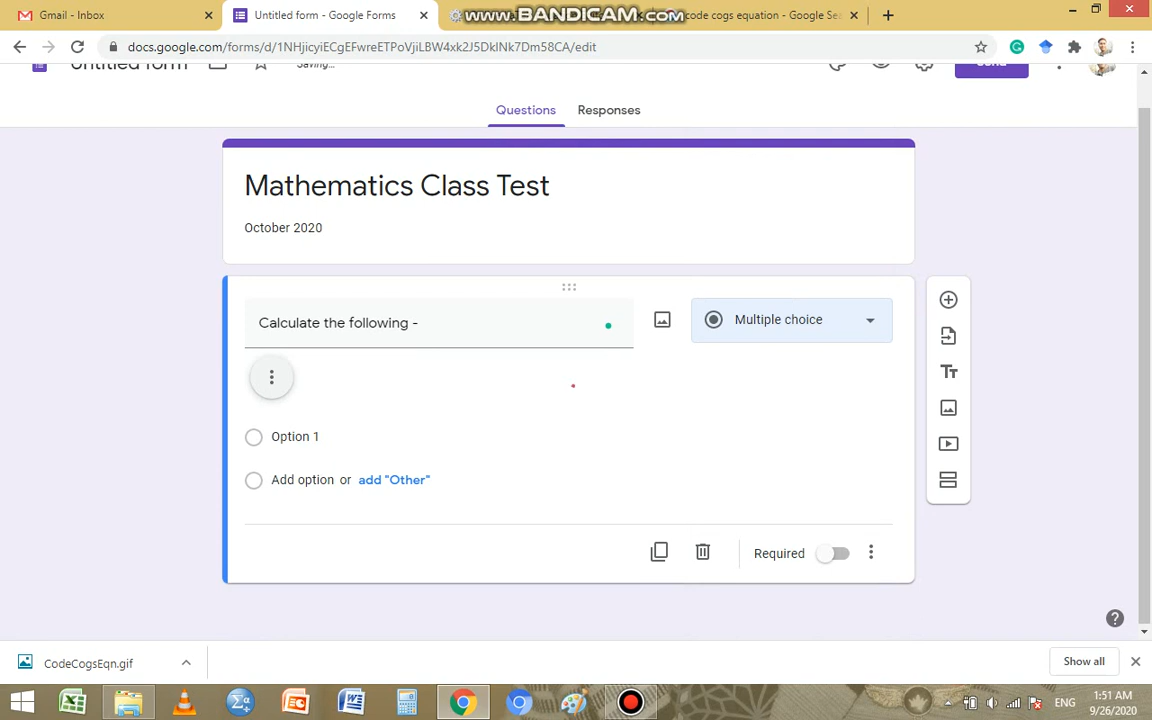 Gmail - Inbox
Untitled form - Google Forms
www.BANDICAM.com
code cogs equation - Google Sea
docs.google.com/forms/d/1NHjicyiECgEFwreETPoVjiLBW4xk2J5DklNk7Dm58CA/edit
Untitled form
Saving...
Questions
Responses
Mathematics Class Test
October 2020
Calculate the following -
Multiple choice
Option 1
Add option or add "Other"
Required
CodeCogsEqn.gif
Show all
ENG
1:51 AM
9/26/2020